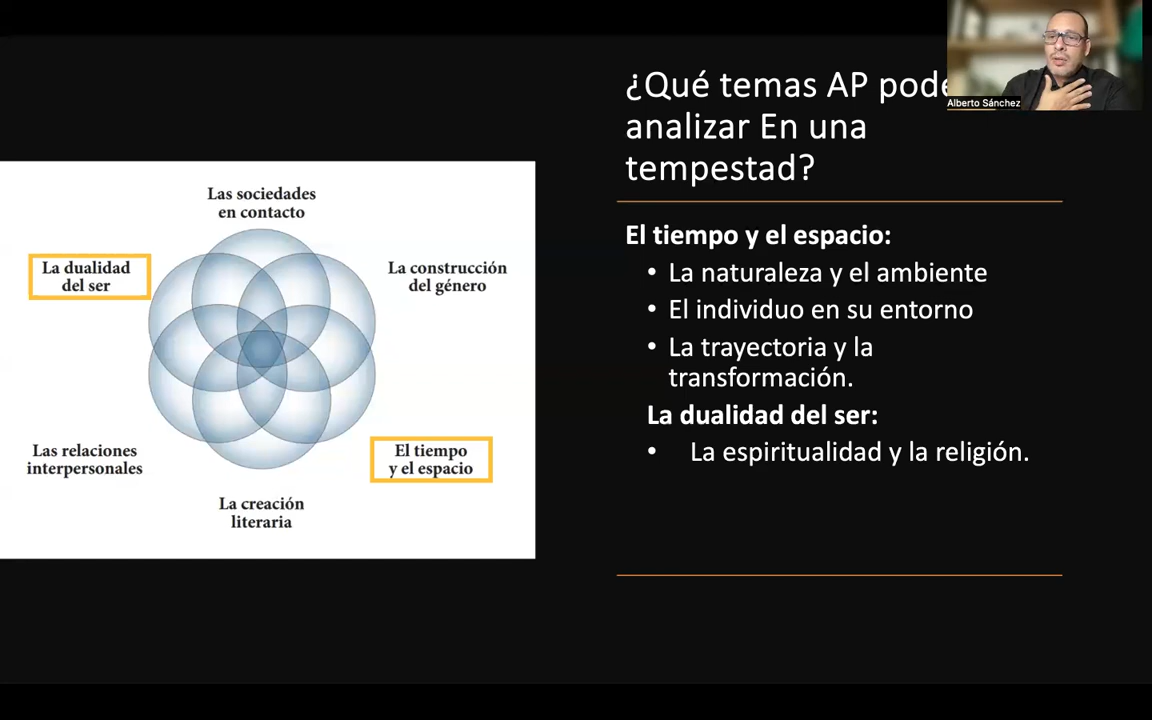 Alberto Sánchez
¿Qué temas AP
analizar En una
tempestad?
Las sociedades
en contacto
La dualidad
del ser
La construcción
del género
Las relaciones
interpersonales
El tiempo
y el espacio
La creación
literaria
El tiempo y el espacio:
• La naturaleza y el ambiente
• El individuo en su entorno
• La trayectoria y la
transformación.
La dualidad del ser:
• La espiritualidad y la religión.